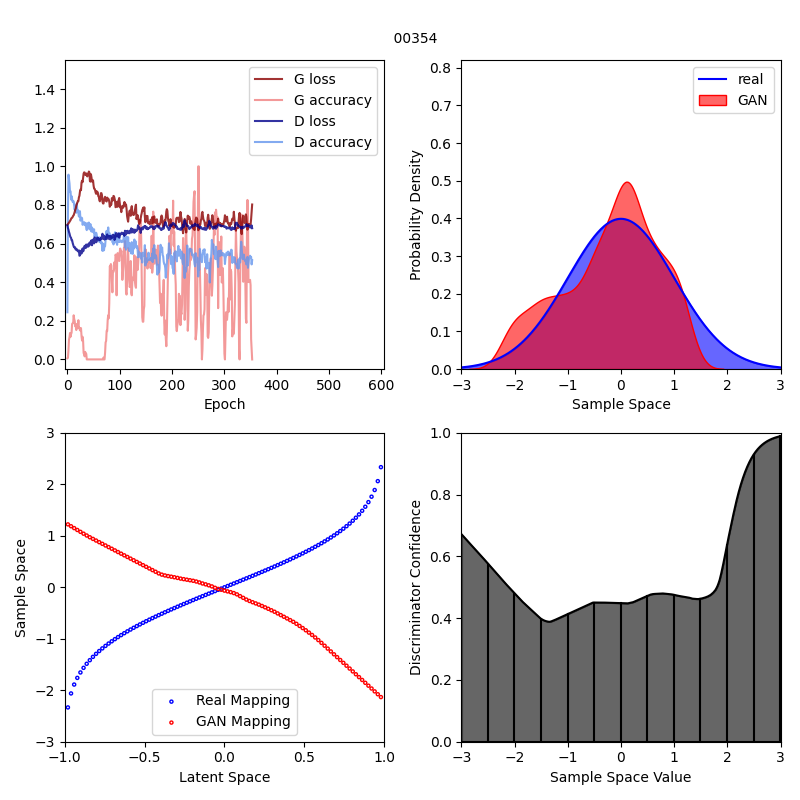 00354
G loss
G accuracy
D loss
D accuracy
0.0
0.2
0.4
0.6
0.8
1.0
1.2
1.4
0 100 200 300 400 500 600
Epoch
real
GAN
0.0
0.1
0.2
0.3
0.4
0.5
0.6
0.7
0.8
Probability Density
−3 −2 −1 0 1 2 3
Sample Space
3
2
1
0
−1
−2
−3
Sample Space
Real Mapping
GAN Mapping
−1.0 −0.5 0.0 0.5 1.0
Latent Space
1.0
0.8
0.6
0.4
0.2
0.0
Discriminator Confidence
−3 −2 −1 0 1 2 3
Sample Space Value